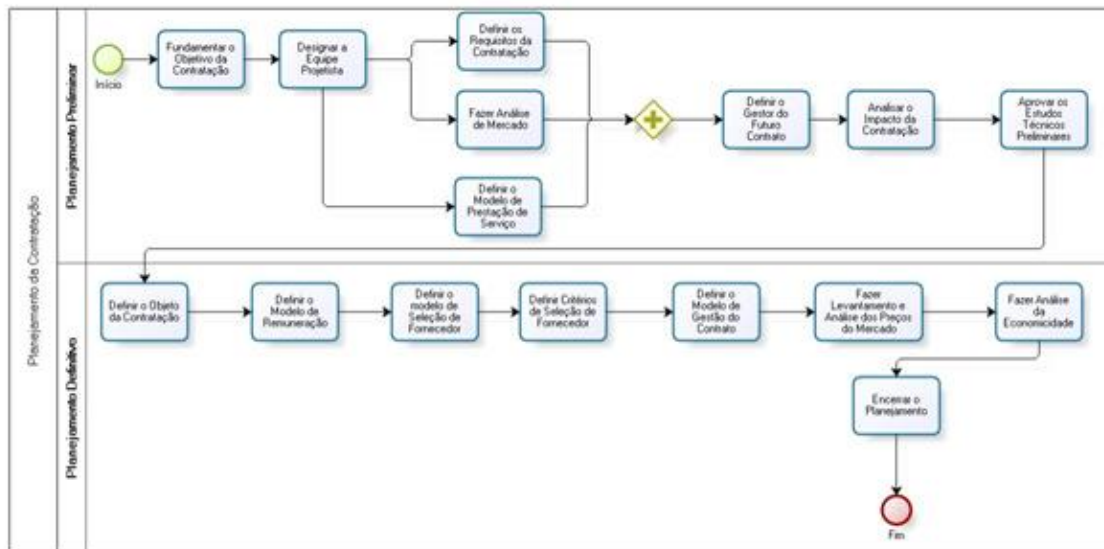 Planejamento da Contratação
Planejamento Preliminar
Início
Fundamentar o
Objetivo da
Contratação
Designar a
Equipe
Projetista
Definir os
Requisitos da
Contratação
Fazer Análise
de Mercado
Definir o
Modelo de
Prestação de
Serviço
Definir o
Gestor do
Futuro
Contrato
Analisar o
Impacto da
Contratação
Aprovar os
Estudos
Técnicos
Preliminares
Planejamento Definitivo
Definir o Objeto
da Contratação
Definir o
Modelo de
Remuneração
Definir o
modelo de
Seleção de
Fornecedor
Definir Critérios
de Seleção de
Fornecedor
Definir o
Modelo de
Gestão do
Contrato
Fazer
Levantamento e
Análise dos Preços
do Mercado
Fazer Análise
da
Economicidade
Encerrar o
Planejamento
Fim